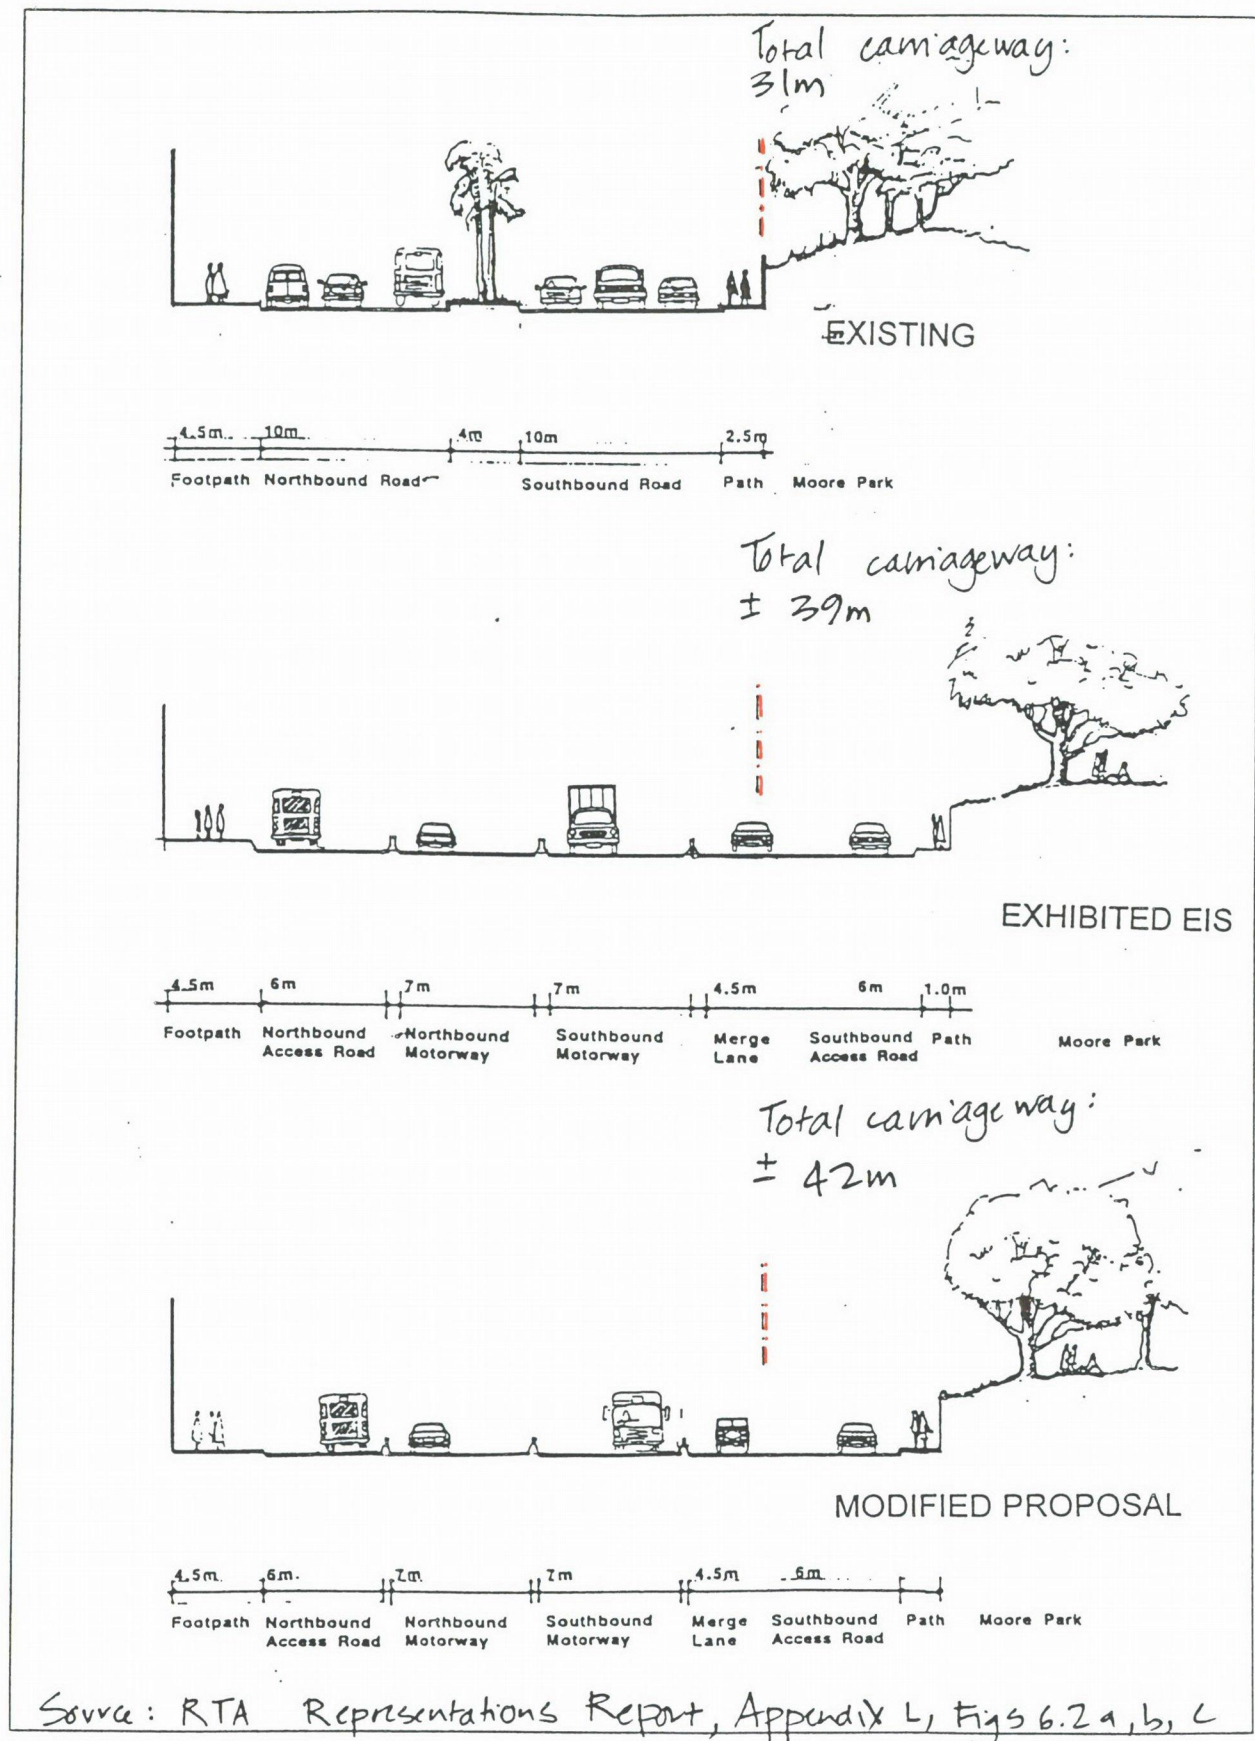 Total carriageway:
31m
EXISTING
4.5m 10m 4m 10m 2.5m
Footpath Northbound Road Southbound Road Path Moore Park
Total carriageway:
± 39m
EXHIBITED EIS
4.5m 6m 7m 7m 4.5m 6m 1.0m
Footpath Northbound Northbound Southbound Merge Southbound Path Moore Park
Access Road Motorway Motorway Lane Access Road
Total carriageway:
± 42m
MODIFIED PROPOSAL
4.5m 6m 7m 7m 4.5m 6m
Footpath Northbound Northbound Southbound Merge Southbound Path Moore Park
Access Road Motorway Motorway Lane Access Road
Source: RTA Representations Report, Appendix L, Figs 6.2a, b, c